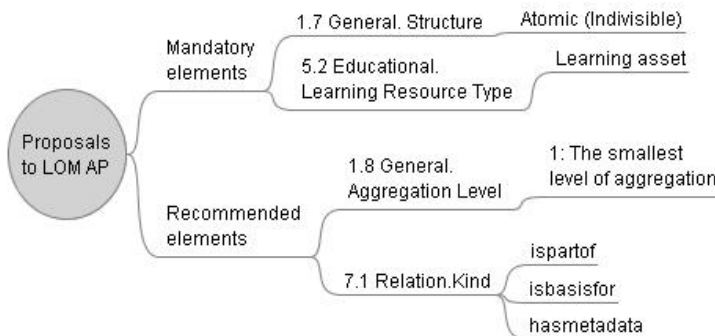 Proposals
to LOM AP
Mandatory
elements
1.7 General. Structure
Atomic (Indivisible)
5.2 Educational.
Learning Resource Type
Learning asset
Recommended
elements
1.8 General.
Aggregation Level
1: The smallest
level of aggregation
7.1 Relation.Kind
ispartof
isbasisfor
hasmetadata